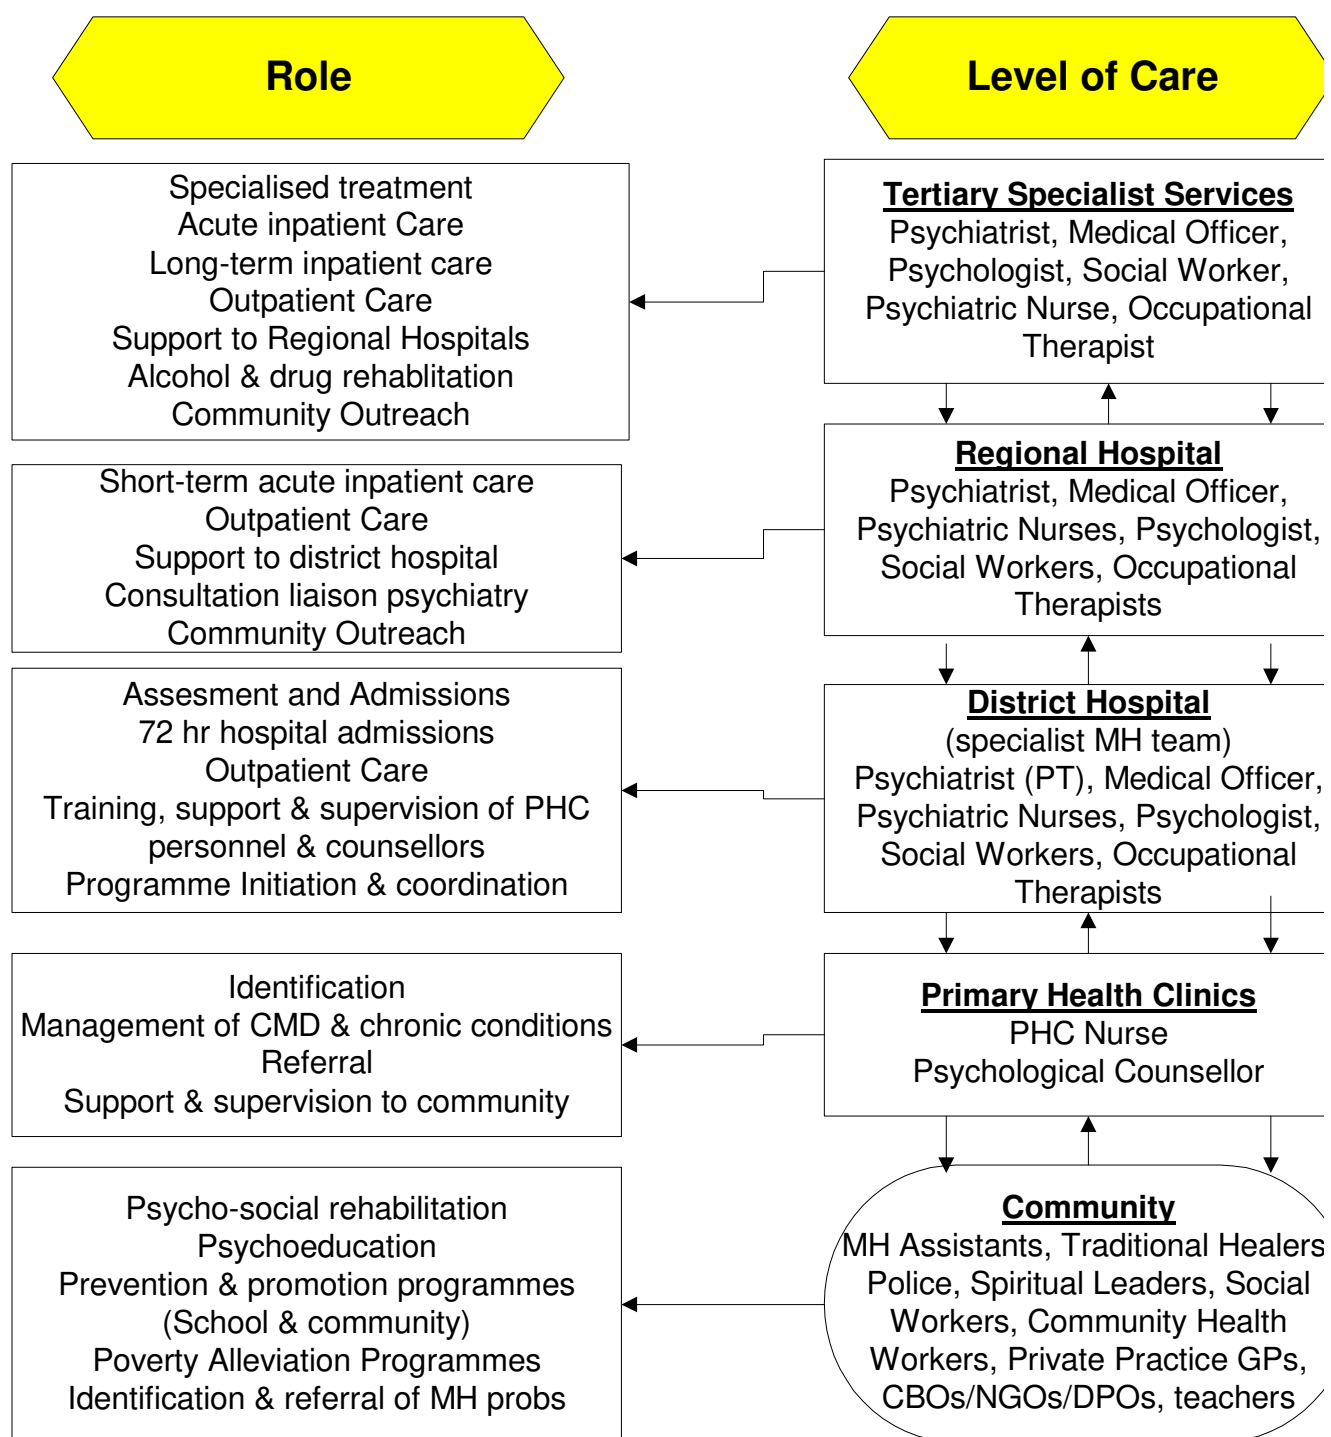 Role
Level of Care
Specialised treatment
Acute inpatient Care
Long-term inpatient care
Outpatient Care
Support to Regional Hospitals
Alcohol & drug rehablitation
Community Outreach
Tertiary Specialist Services
Psychiatrist, Medical Officer,
Psychologist, Social Worker,
Psychiatric Nurse, Occupational
Therapist
Short-term acute inpatient care
Outpatient Care
Support to district hospital
Consultation liaison psychiatry
Community Outreach
Regional Hospital
Psychiatrist, Medical Officer,
Psychiatric Nurses, Psychologist,
Social Workers, Occupational
Therapists
Assesment and Admissions
72 hr hospital admissions
Outpatient Care
Training, support & supervision of PHC
personnel & counsellors
Programme Initiation & coordination
District Hospital
(specialist MH team)
Psychiatrist (PT), Medical Officer,
Psychiatric Nurses, Psychologist,
Social Workers, Occupational
Therapists
Identification
Management of CMD & chronic conditions
Referral
Support & supervision to community
Primary Health Clinics
PHC Nurse
Psychological Counsellor
Psycho-social rehabilitation
Psychoeducation
Prevention & promotion programmes
(School & community)
Poverty Alleviation Programmes
Identification & referral of MH probs
Community
MH Assistants, Traditional Healers
Police, Spiritual Leaders, Social
Workers, Community Health
Workers, Private Practice GPs,
CBOs/NGOs/DPOs, teachers